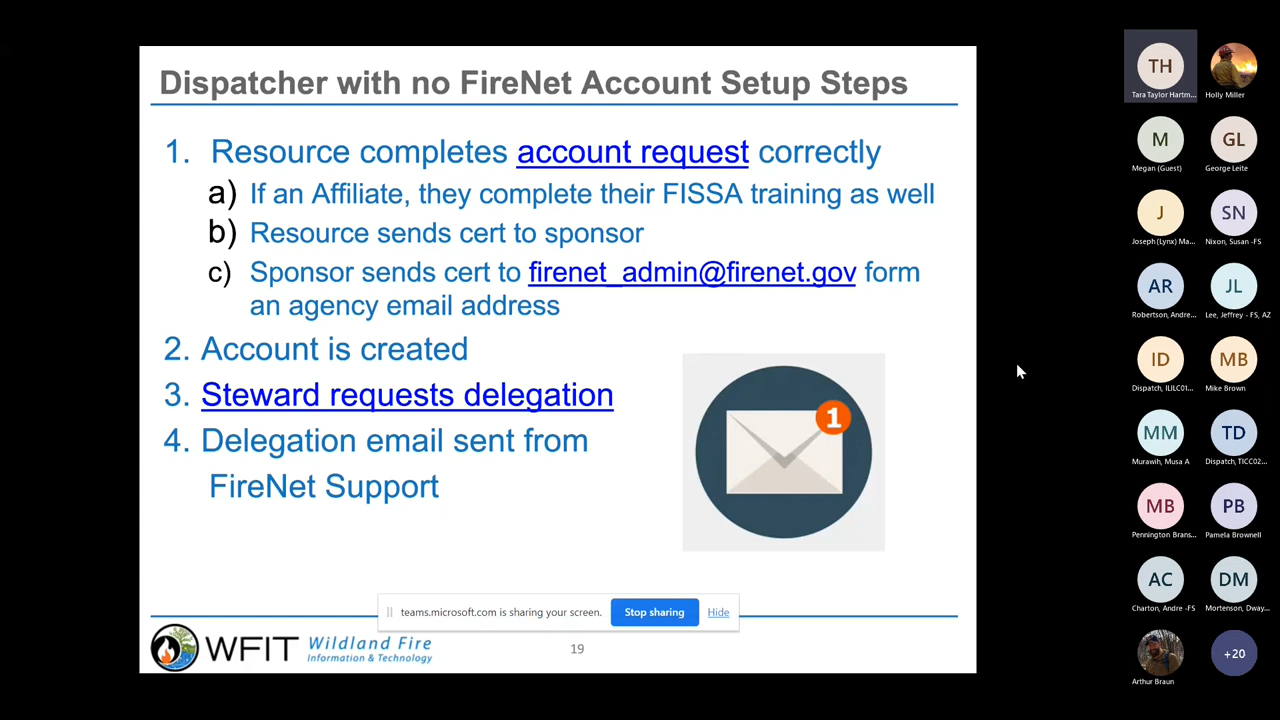 Dispatcher with no FireNet Account Setup Steps
1. Resource completes account request correctly
a) If an Affiliate, they complete their FISSA training as well
b) Resource sends cert to sponsor
c) Sponsor sends cert to firenet_admin@firenet.gov form
an agency email address
2. Account is created
3. Steward requests delegation
4. Delegation email sent from
FireNet Support
1
teams.microsoft.com is sharing your screen.
Stop sharing
Hide
WFIT
Wildland Fire
Information & Technology
19
TH
Tara Taylor Hartm...
Holly Miller
M
Megan (Guest)
GL
George Leite
J
Joseph (Lynx) Ma...
SN
Nixon, Susan -FS
AR
Robertson, Andre...
JL
Lee, Jeffrey - FS, AZ
ID
Dispatch, ILILC01...
MB
Mike Brown
MM
Murawih, Musa A
TD
Dispatch, TICC02...
MB
Pennington Brans...
PB
Pamela Brownell
AC
Charton, Andre -FS
DM
Mortenson, Dway...
Arthur Braun
+20